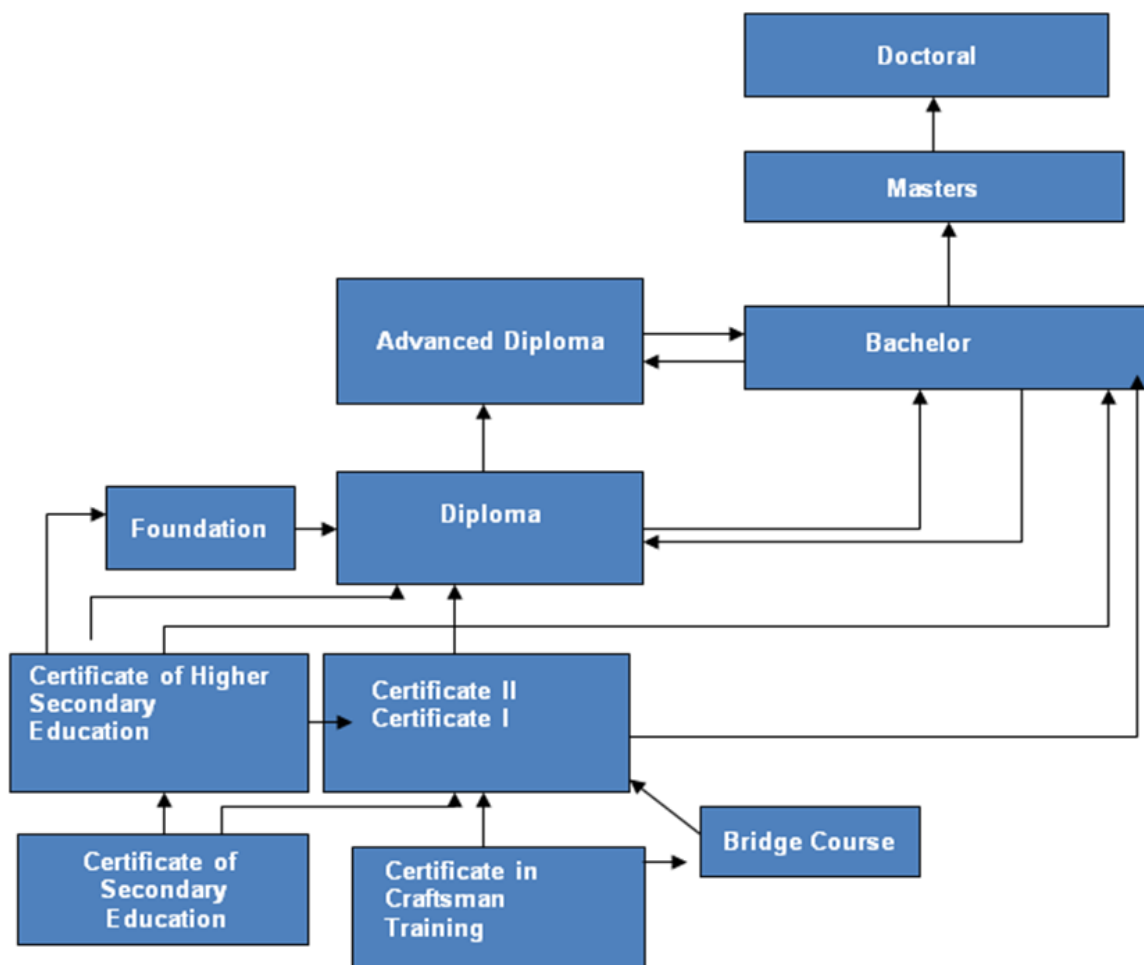 Doctoral
Masters
Advanced Diploma
Bachelor
Foundation
Diploma
Certificate of Higher
Secondary
Education
Certificate II
Certificate I
Certificate of
Secondary
Education
Certificate in
Craftsman
Training
Bridge Course